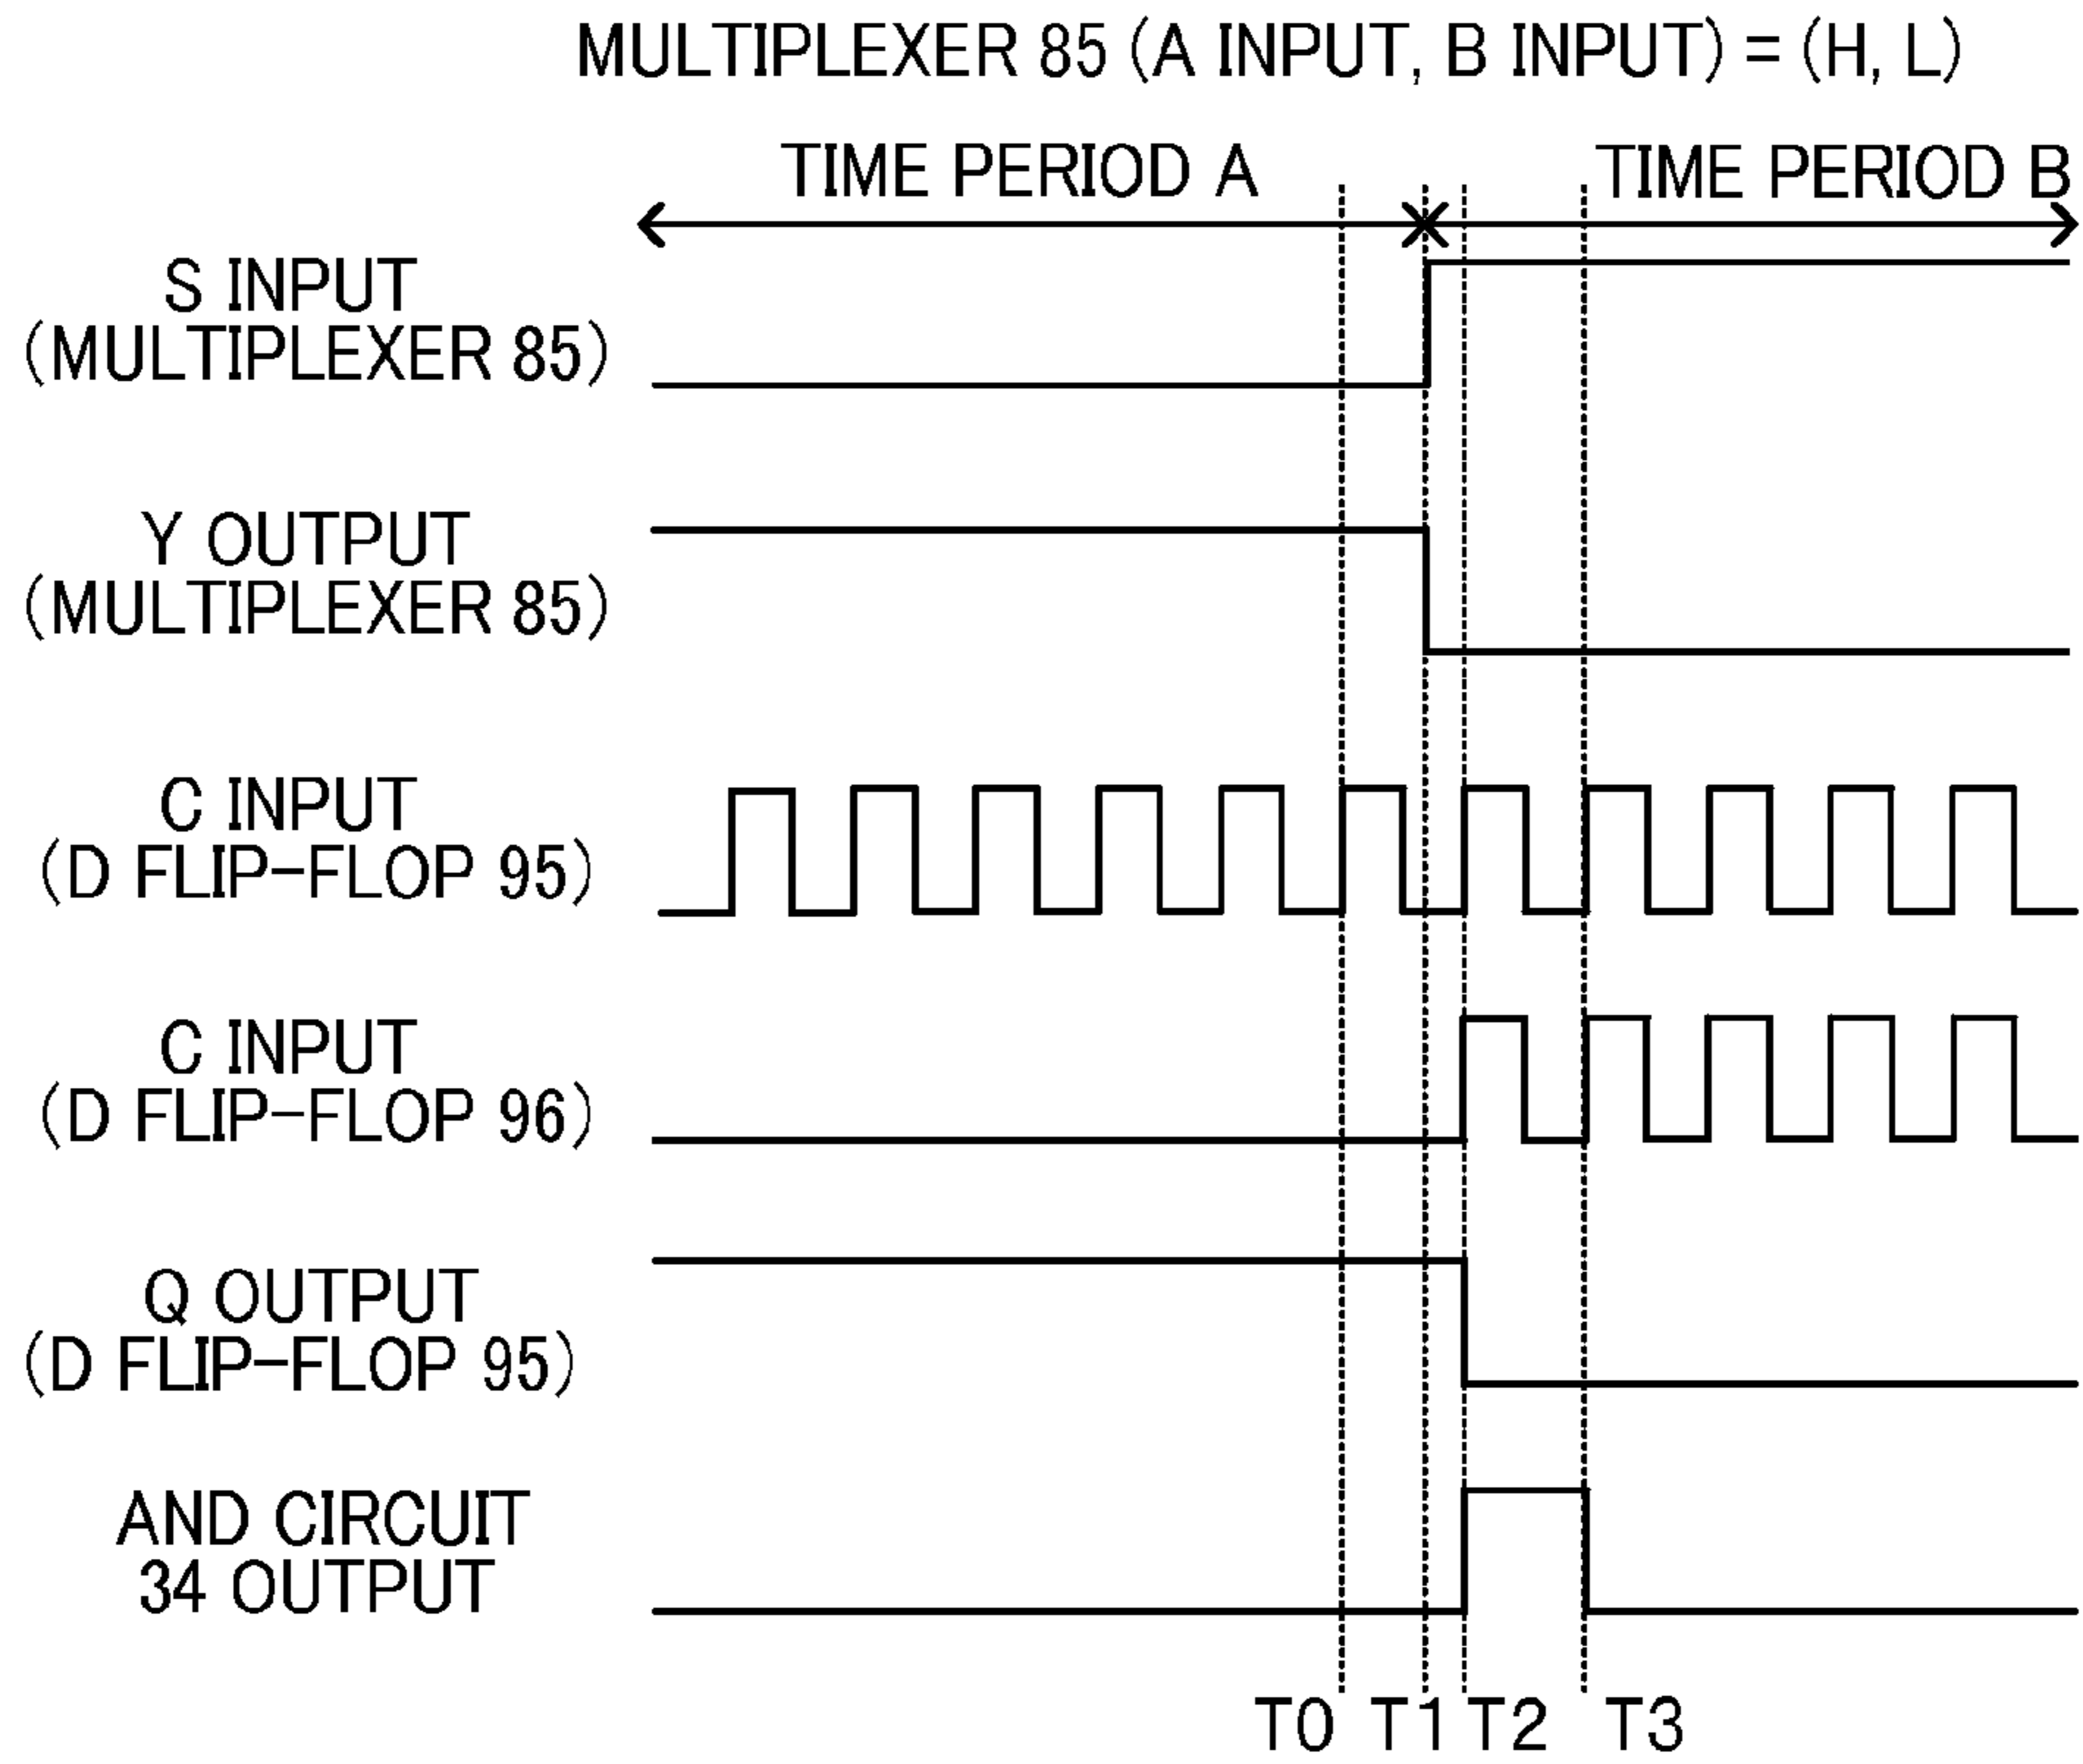 MULTIPLEXER 85 (A INPUT, B INPUT) = (H, L)
TIME PERIOD A
TIME PERIOD B
S INPUT
(MULTIPLEXER 85)
Y OUTPUT
(MULTIPLEXER 85)
C INPUT
(D FLIP-FLOP 95)
C INPUT
(D FLIP-FLOP 96)
Q OUTPUT
(D FLIP-FLOP 95)
AND CIRCUIT
34 OUTPUT
T0 T1 T2 T3